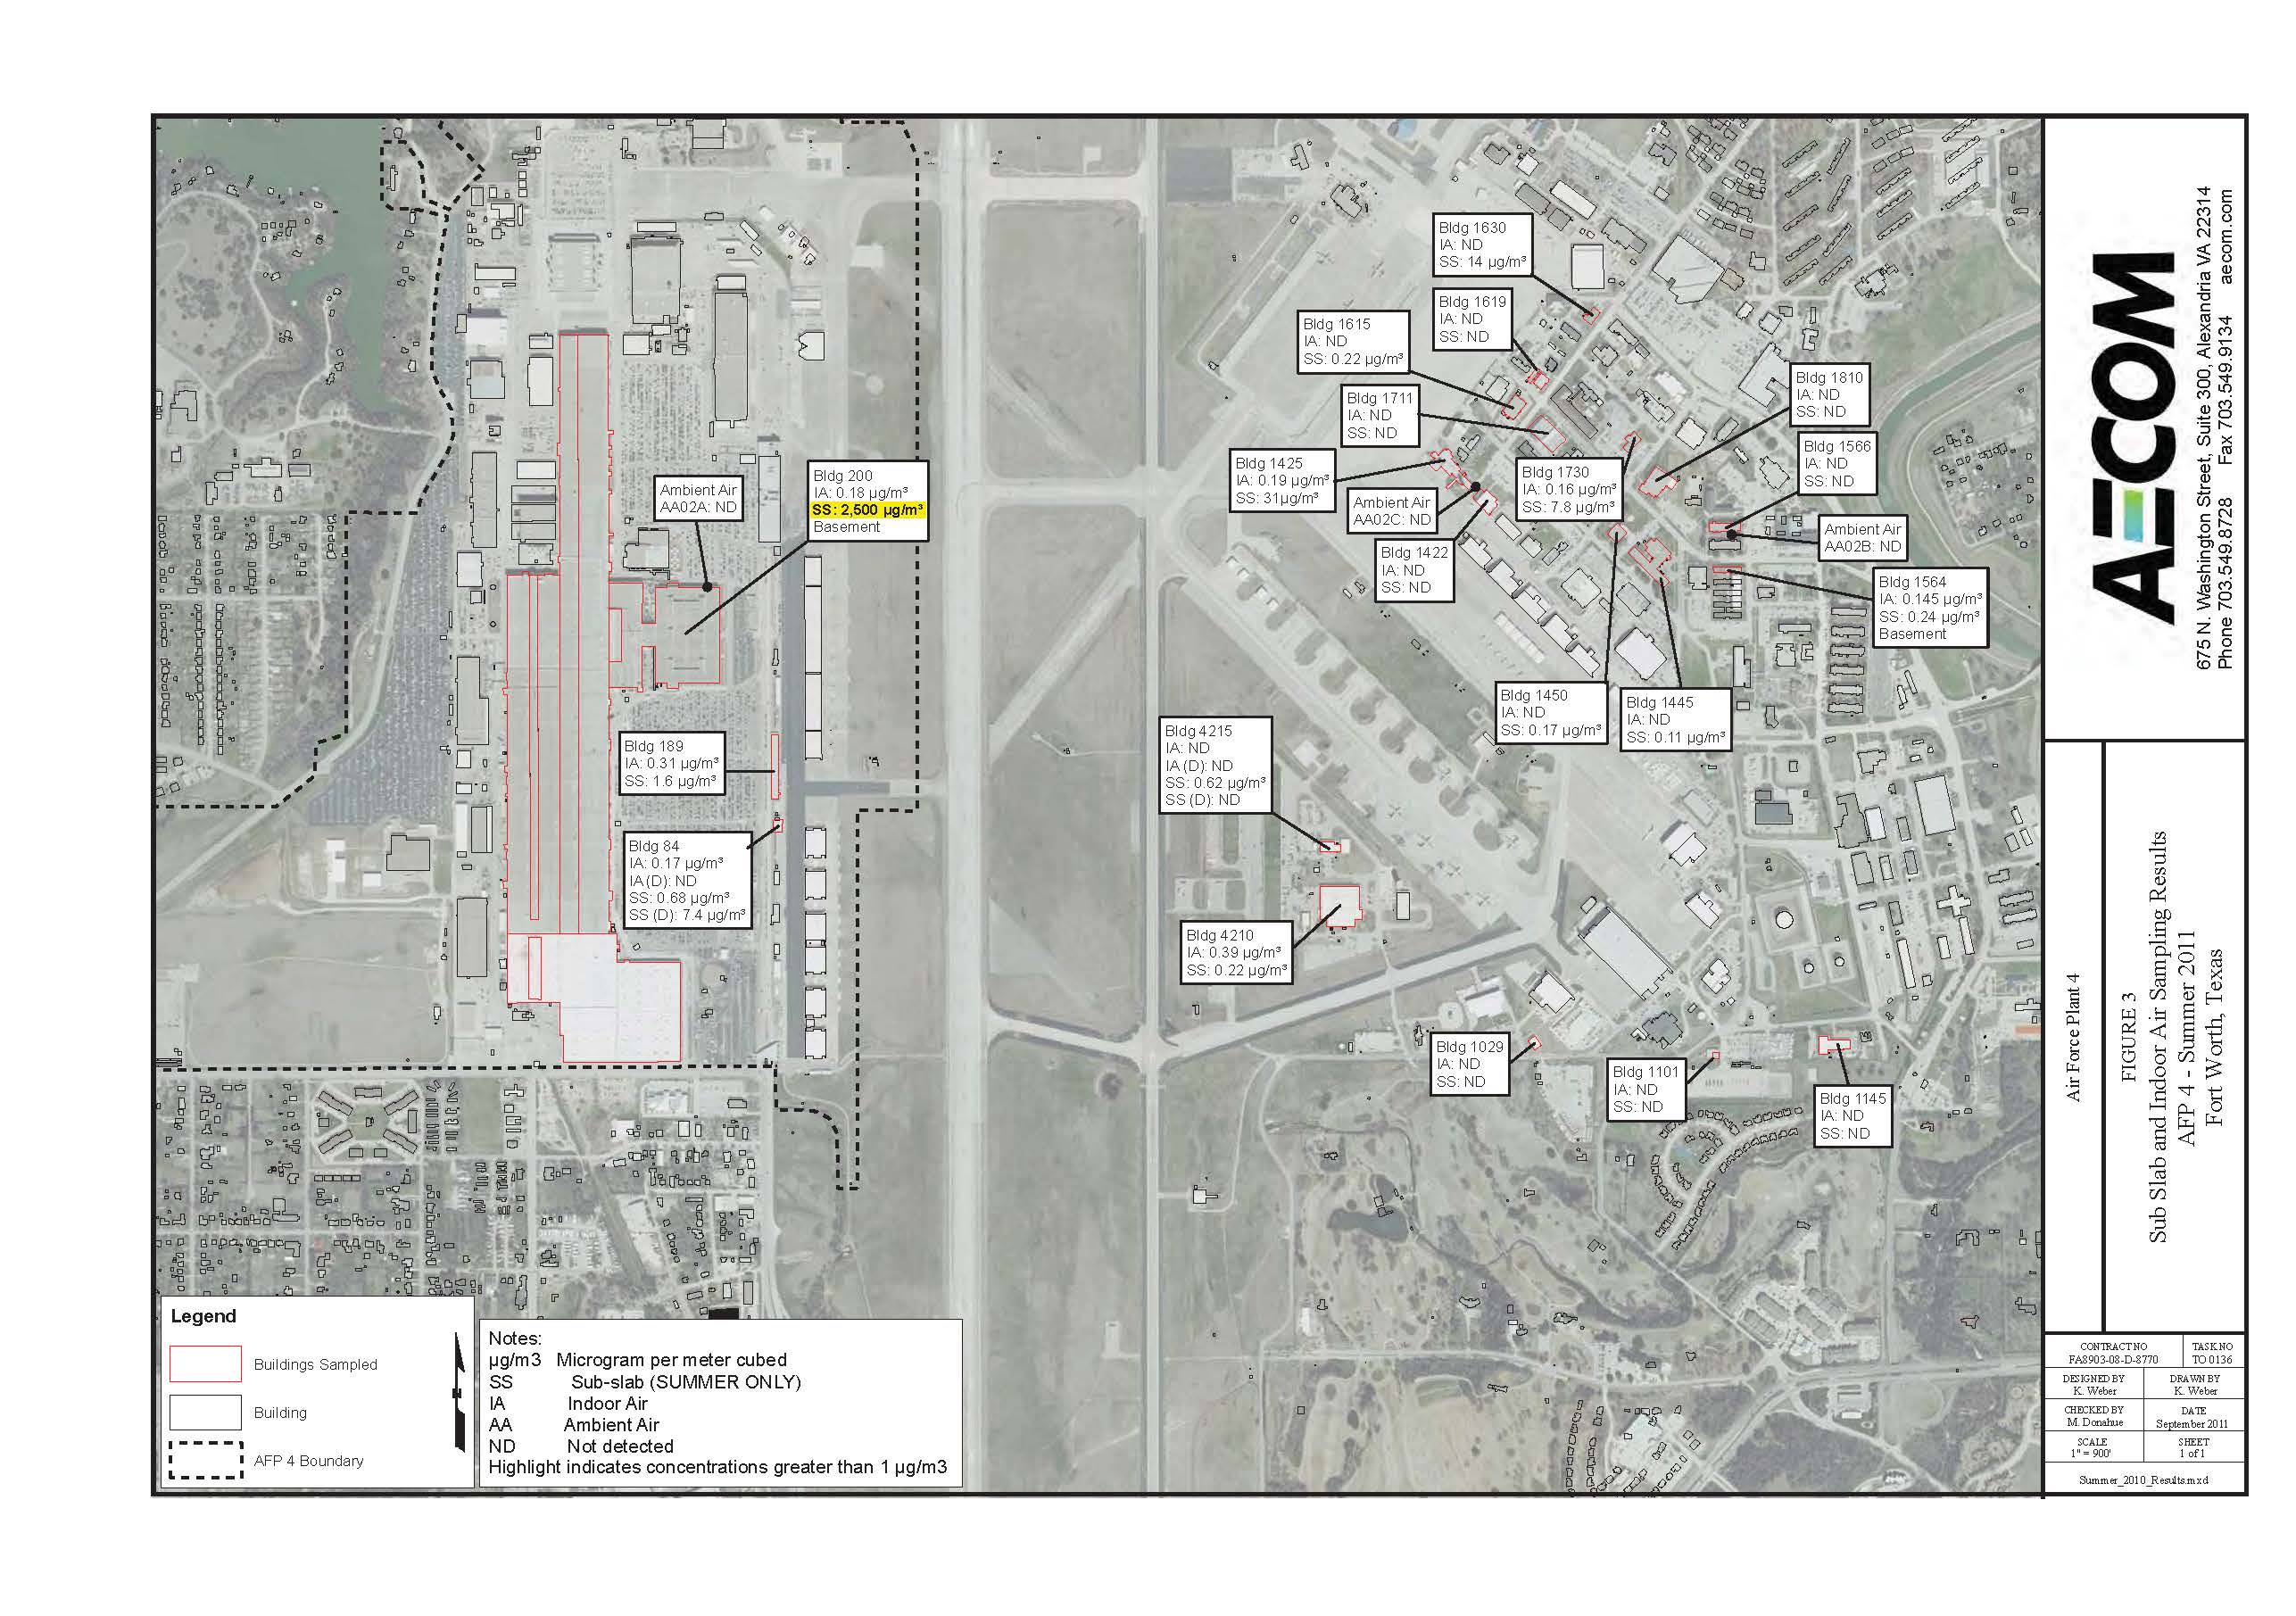 Bldg 1630
IA: ND
SS: 14 µg/m³
Bldg 1619
IA: ND
SS: ND
Bldg 1615
IA: ND
SS: 0.22 µg/m³
Bldg 1711
IA: ND
SS: ND
Bldg 1810
IA: ND
SS: ND
Bldg 1566
IA: ND
SS: ND
Bldg 1425
IA: 0.19 µg/m³
SS: 31µg/m³
Bldg 1730
IA: 0.16 µg/m³
SS: 7.8 µg/m³
Ambient Air
AA02C: ND
Bldg 200
IA: 0.18 µg/m³
SS: 2,500 µg/m³
Basement
Ambient Air
AA02A: ND
Ambient Air
AA02B: ND
Bldg 1422
IA: ND
SS: ND
Bldg 1564
IA: 0.145 µg/m³
SS: 0.24 µg/m³
Basement
Bldg 1450
IA: ND
SS: 0.17 µg/m³
Bldg 1445
IA: ND
SS: 0.11 µg/m³
Bldg 189
IA: 0.31 µg/m³
SS: 1.6 µg/m³
Bldg 4215
IA: ND
IA (D): ND
SS: 0.62 µg/m³
SS (D): ND
Bldg 84
IA: 0.17 µg/m³
IA (D): ND
SS: 0.68 µg/m³
SS (D): 7.4 µg/m³
Bldg 4210
IA: 0.39 µg/m³
SS: 0.22 µg/m³
Bldg 1029
IA: ND
SS: ND
Bldg 1101
IA: ND
SS: ND
Bldg 1145
IA: ND
SS: ND
Legend
Buildings Sampled
Building
AFP 4 Boundary
N
Notes:
µg/m3 Microgram per meter cubed
SS Sub-slab (SUMMER ONLY)
IA Indoor Air
AA Ambient Air
ND Not detected
Highlight indicates concentrations greater than 1 µg/m3
AECOM
675 N. Washington Street, Suite 300, Alexandria VA 22314
Phone 703.549.8728 Fax 703.549.9134 aecom.com
Air Force Plant 4
FIGURE 3
Sub Slab and Indoor Air Sampling Results
AFP 4 - Summer 2011
Fort Worth, Texas
CONTRACT NO
FA8903-08-D-8770
TASK NO
TO 0136
DESIGNED BY
K. Weber
DRAWN BY
K. Weber
CHECKED BY
M. Donahue
DATE
September 2011
SCALE
1" = 900'
SHEET
1 of 1
Summer_2010_Results.mxd